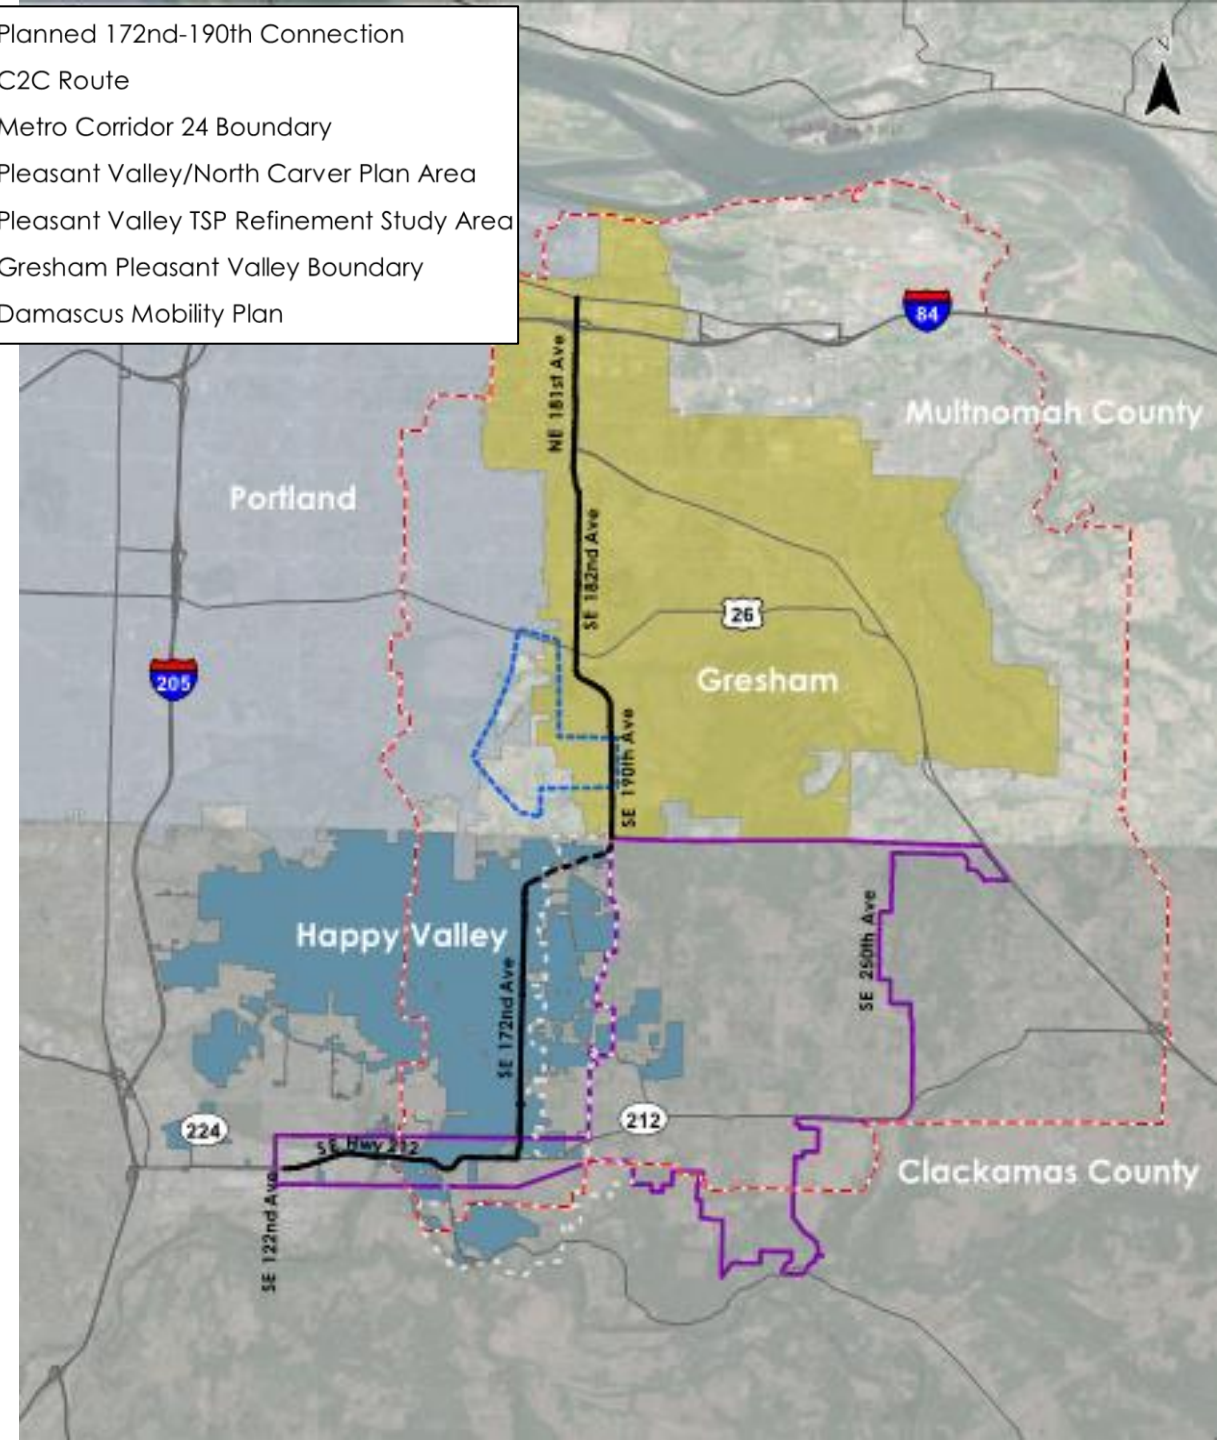 Planned 172nd-190th Connection
C2C Route
Metro Corridor 24 Boundary
Pleasant Valley/North Carver Plan Area
Pleasant Valley TSP Refinement Study Area
Gresham Pleasant Valley Boundary
Damascus Mobility Plan
N
84
NE 181st Ave
Multnomah County
Portland
SE 182nd Ave
26
205
Gresham
SE 190th Ave
Happy Valley
SE 250th Ave
SE 172nd Ave
224
212
SE Hwy 212
Clackamas County
SE 122nd Ave